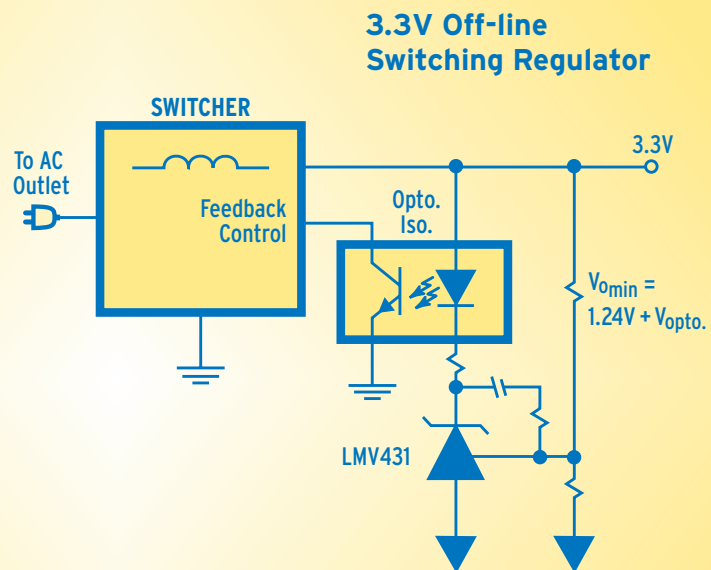 3.3V Off-line
Switching Regulator
SWITCHER
To AC
Outlet
Feedback
Control
Opto.
Iso.
3.3V
Vomin =
1.24V + Vopto.
LMV431